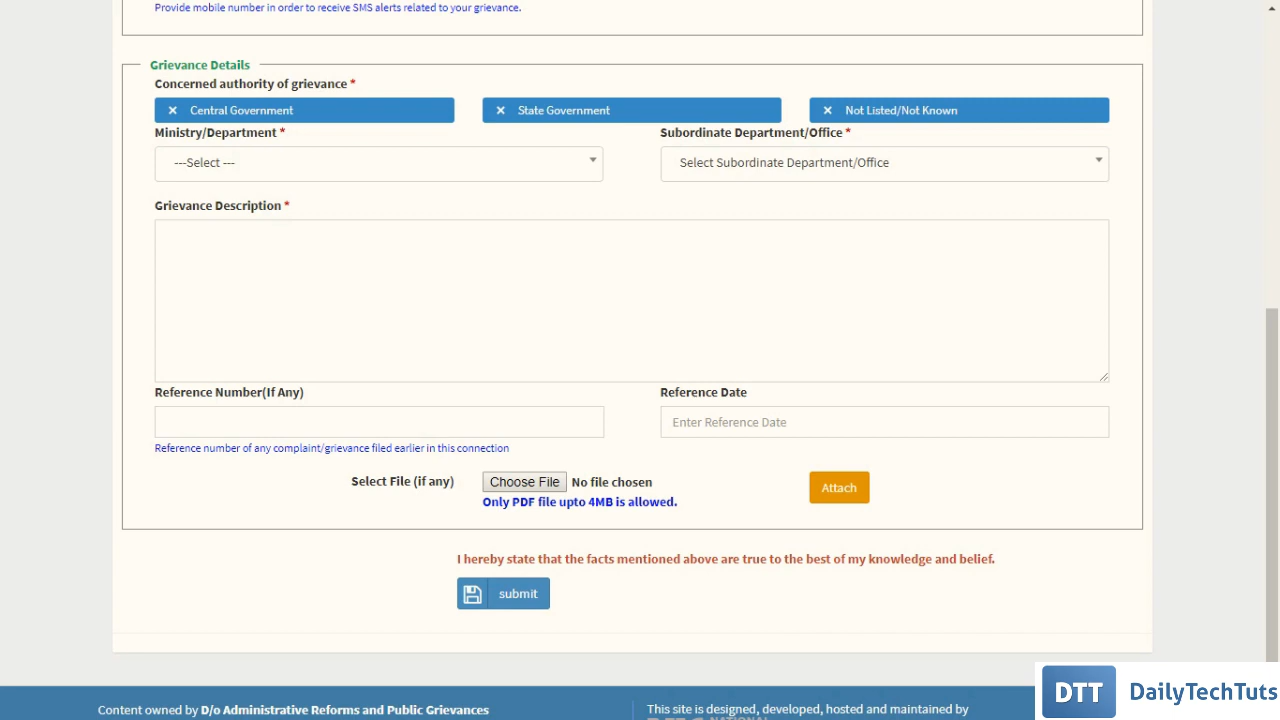 Provide mobile number in order to receive SMS alerts related to your grievance.
Grievance Details
Concerned authority of grievance *
× Central Government
× State Government
× Not Listed/Not Known
Ministry/Department *
Subordinate Department/Office *
---Select ---
Select Subordinate Department/Office
Grievance Description *
Reference Number(If Any)
Reference Date
Enter Reference Date
Reference number of any complaint/grievance filed earlier in this connection
Select File (if any)
Choose File No file chosen
Attach
Only PDF file upto 4MB is allowed.
I hereby state that the facts mentioned above are true to the best of my knowledge and belief.
submit
DTT DailyTechTuts
Content owned by D/o Administrative Reforms and Public Grievances
This site is designed, developed, hosted and maintained by
NATIONAL